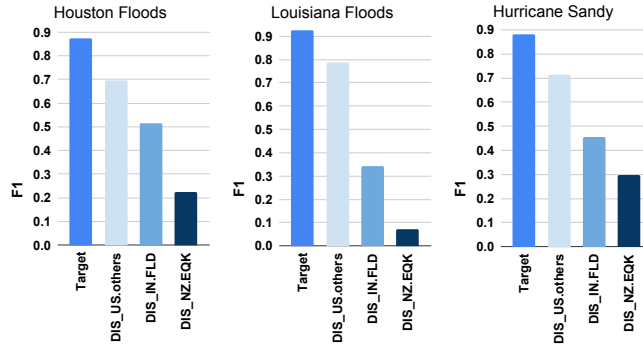 Houston Floods
F1
0.9
0.8
0.7
0.6
0.5
0.4
0.3
0.2
0.1
0.0
Target
DIS_US.others
DIS_IN.FLD
DIS_NZ.EQK
Louisiana Floods
F1
0.9
0.8
0.7
0.6
0.5
0.4
0.3
0.2
0.1
0.0
Target
DIS_US.others
DIS_IN.FLD
DIS_NZ.EQK
Hurricane Sandy
F1
0.9
0.8
0.7
0.6
0.5
0.4
0.3
0.2
0.1
0.0
Target
DIS_US.others
DIS_IN.FLD
DIS_NZ.EQK